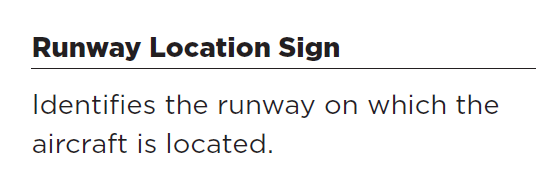 Runway Location Sign
Identifies the runway on which the
aircraft is located.